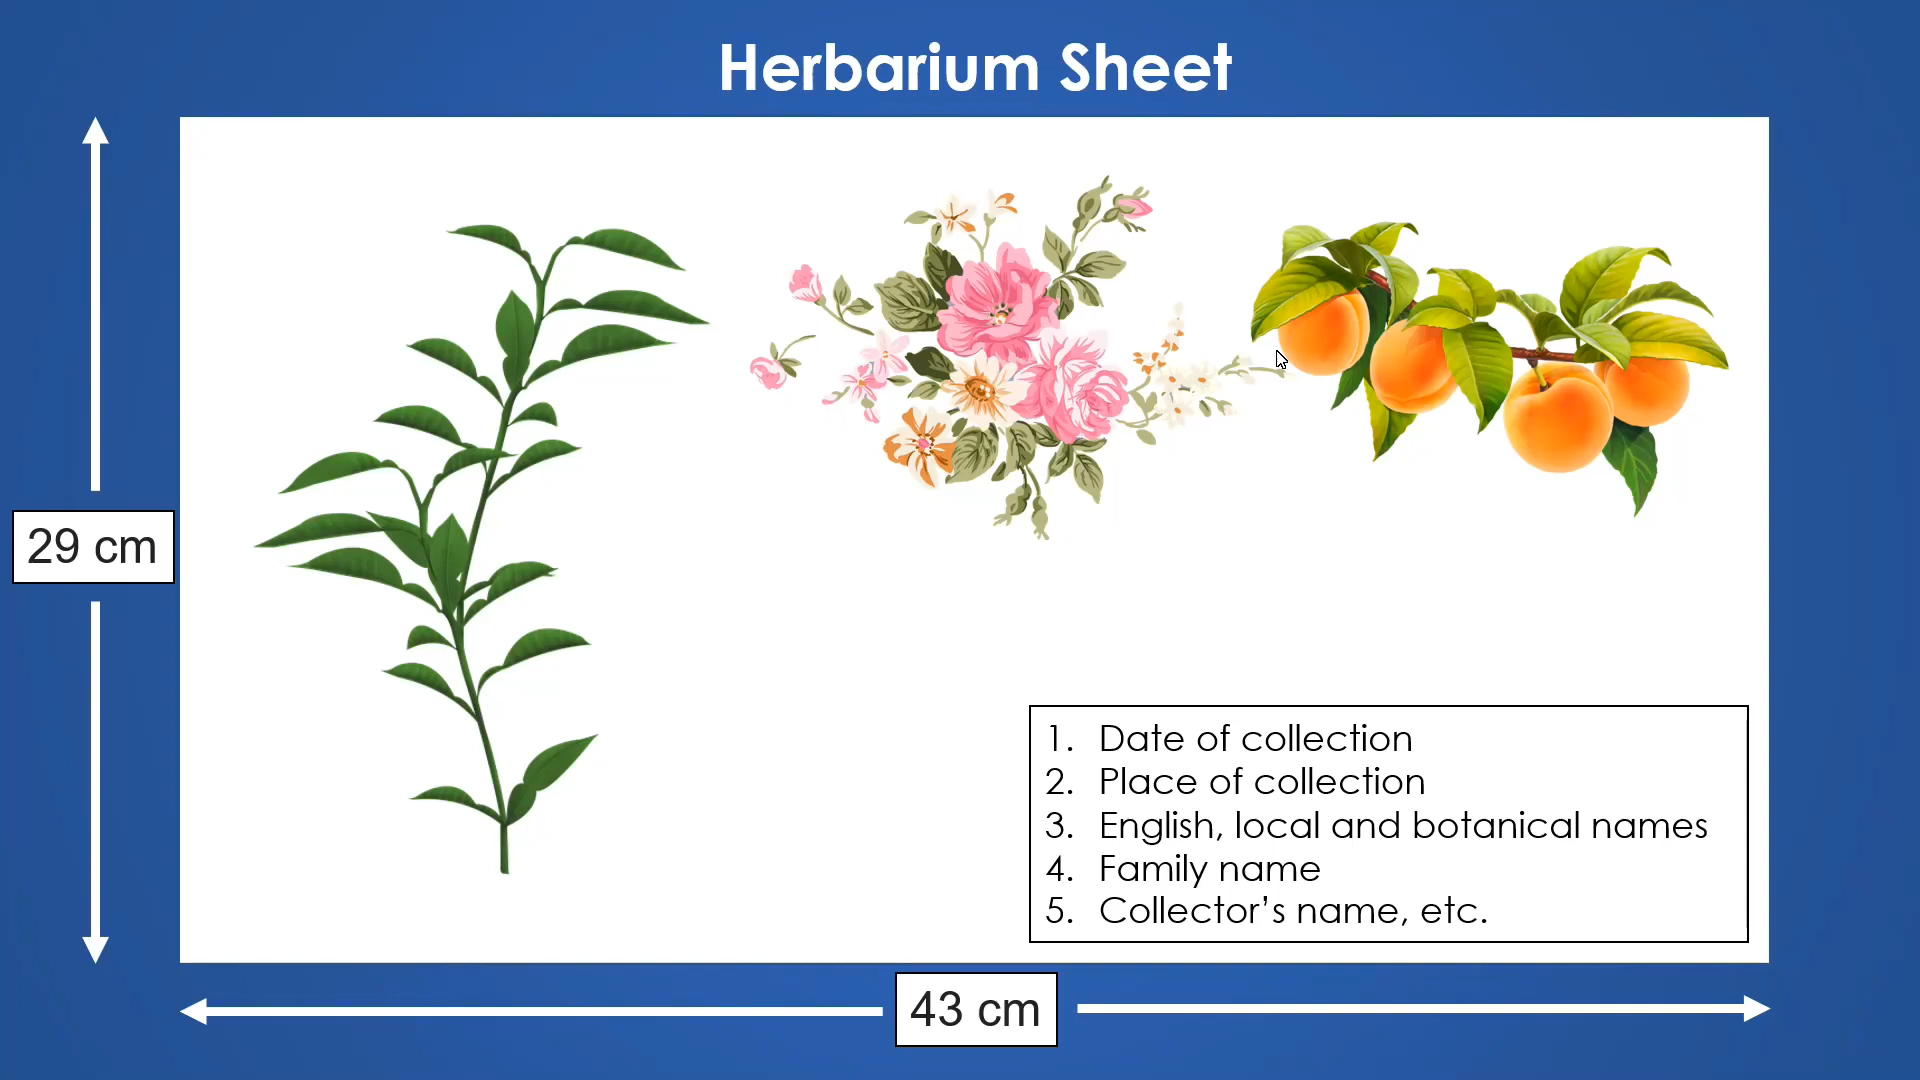 Herbarium Sheet
29 cm
1. Date of collection
2. Place of collection
3. English, local and botanical names
4. Family name
5. Collector’s name, etc.
43 cm